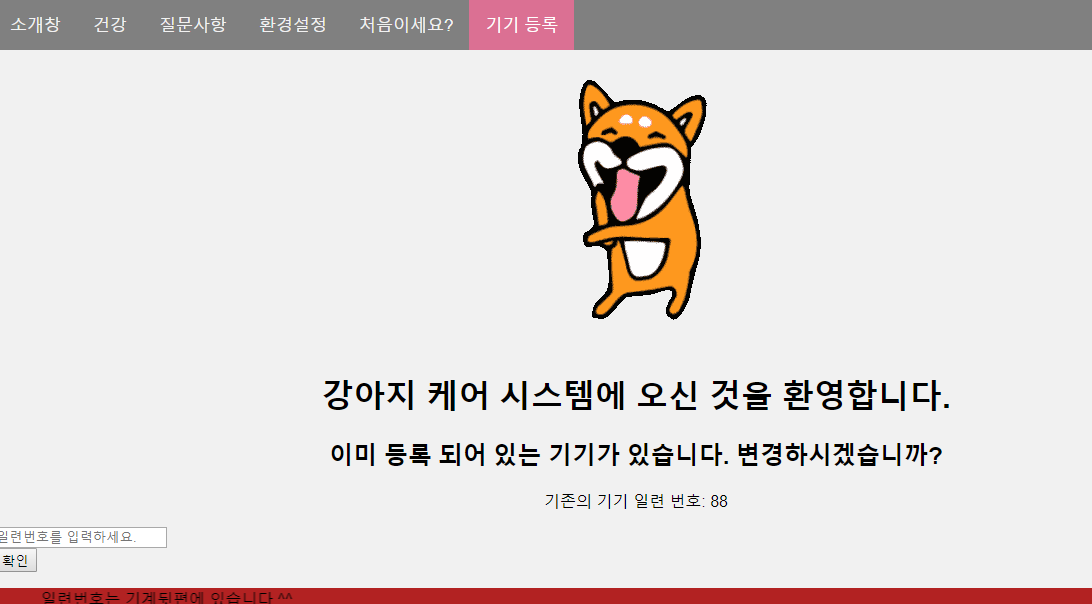 소개창 건강 질문사항 환경설정 처음이세요? 기기 등록
강아지 케어 시스템에 오신 것을 환영합니다.
이미 등록 되어 있는 기기가 있습니다. 변경하시겠습니까?
기존의 기기 일련 번호: 88
일련번호를 입력하세요.
확인
일련번호는 기계뒷편에 있습니다.^^